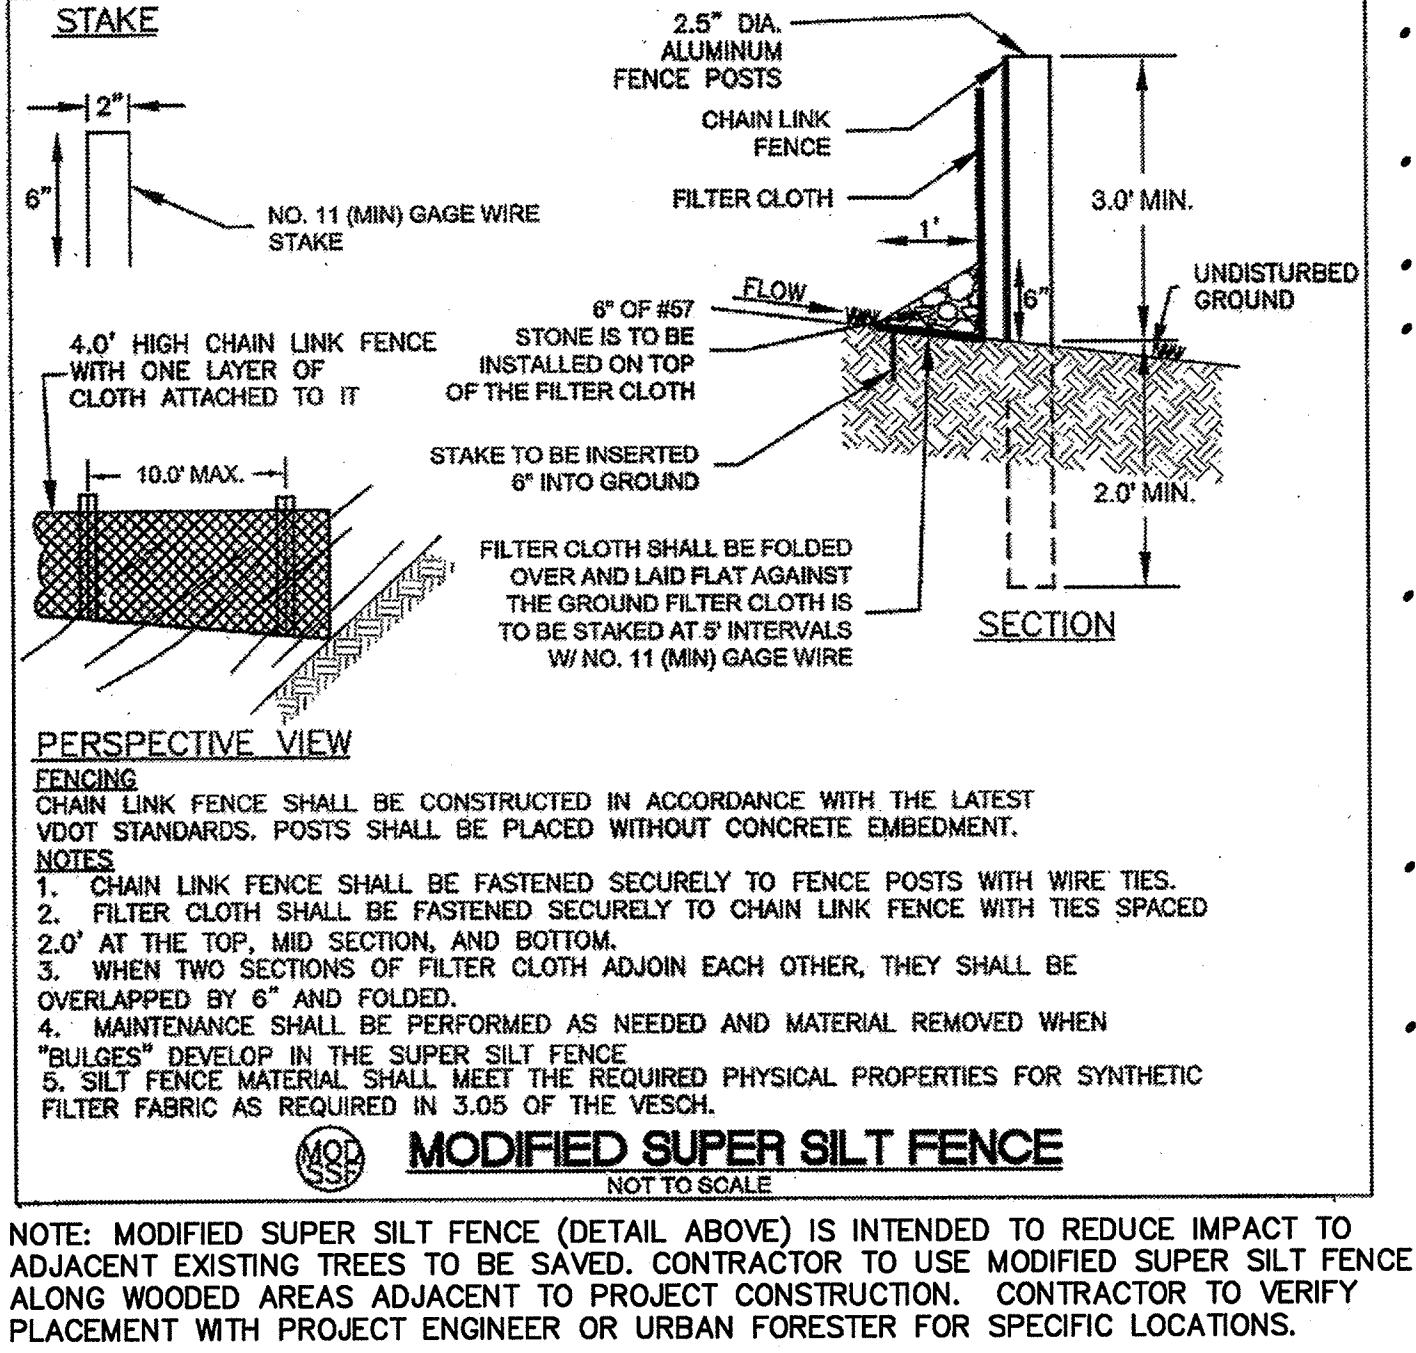 STAKE
2"
6"
NO. 11 (MIN) GAGE WIRE
STAKE
2.5" DIA.
ALUMINUM
FENCE POSTS
CHAIN LINK
FENCE
FILTER CLOTH
1'
3.0' MIN.
FLOW
6"
UNDISTURBED
GROUND
6" OF #57
STONE IS TO BE
INSTALLED ON TOP
OF THE FILTER CLOTH
4.0' HIGH CHAIN LINK FENCE
WITH ONE LAYER OF
CLOTH ATTACHED TO IT
10.0' MAX.
STAKE TO BE INSERTED
6" INTO GROUND
2.0' MIN.
FILTER CLOTH SHALL BE FOLDED
OVER AND LAID FLAT AGAINST
THE GROUND FILTER CLOTH IS
TO BE STAKED AT 5' INTERVALS
W/ NO. 11 (MIN) GAGE WIRE
SECTION
PERSPECTIVE VIEW
FENCING
CHAIN LINK FENCE SHALL BE CONSTRUCTED IN ACCORDANCE WITH THE LATEST
VDOT STANDARDS. POSTS SHALL BE PLACED WITHOUT CONCRETE EMBEDMENT.
NOTES
1. CHAIN LINK FENCE SHALL BE FASTENED SECURELY TO FENCE POSTS WITH WIRE TIES.
2. FILTER CLOTH SHALL BE FASTENED SECURELY TO CHAIN LINK FENCE WITH TIES SPACED
2.0' AT THE TOP, MID SECTION, AND BOTTOM.
3. WHEN TWO SECTIONS OF FILTER CLOTH ADJOIN EACH OTHER, THEY SHALL BE
OVERLAPPED BY 6" AND FOLDED.
4. MAINTENANCE SHALL BE PERFORMED AS NEEDED AND MATERIAL REMOVED WHEN
"BULGES" DEVELOP IN THE SUPER SILT FENCE
5. SILT FENCE MATERIAL SHALL MEET THE REQUIRED PHYSICAL PROPERTIES FOR SYNTHETIC
FILTER FABRIC AS REQUIRED IN 3.05 OF THE VESCH.
MOD
SSF
MODIFIED SUPER SILT FENCE
NOT TO SCALE
NOTE: MODIFIED SUPER SILT FENCE (DETAIL ABOVE) IS INTENDED TO REDUCE IMPACT TO
ADJACENT EXISTING TREES TO BE SAVED. CONTRACTOR TO USE MODIFIED SUPER SILT FENCE
ALONG WOODED AREAS ADJACENT TO PROJECT CONSTRUCTION. CONTRACTOR TO VERIFY
PLACEMENT WITH PROJECT ENGINEER OR URBAN FORESTER FOR SPECIFIC LOCATIONS.